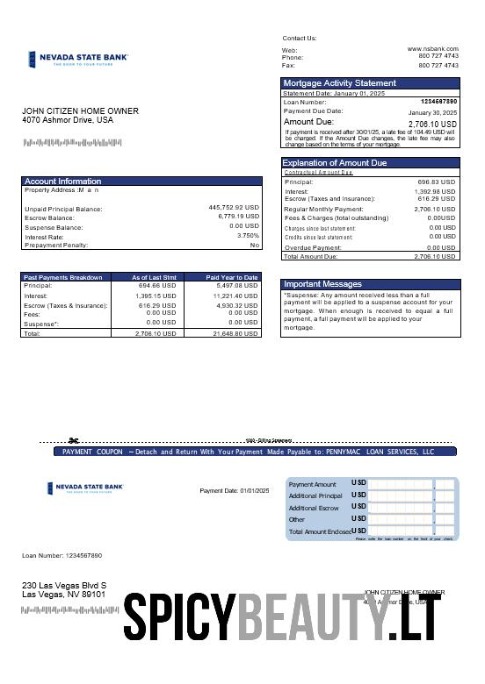 Contact Us:
Web: www.nsbank.com
Phone: 800 727 4743
Fax: 800 727 4743
NEVADA STATE BANK
THE DOOR TO YOUR FUTURE
Mortgage Activity Statement
Statement Date: January 01, 2025
Loan Number: 1234567890
Payment Due Date: January 30, 2025
Amount Due: 2,706.10 USD
If payment is received after 30/01/25, a late fee of 104.49 USD will
be charged. If the Amount Due changes, the late fee may also
change based on the terms of your mortgage.
JOHN CITIZEN HOME OWNER
4070 Ashmor Drive, USA
Explanation of Amount Due
Contractual Amount Due
Principal: 696.83 USD
Interest: 1,392.98 USD
Escrow (Taxes and Insurance): 616.29 USD
Regular Monthly Payment: 2,706.10 USD
Fees & Charges (total outstanding) 0.00USD
Charges since last statement: 0.00 USD
Credits since last statement: 0.00 USD
Overdue Payment: 0.00 USD
Total Amount Due: 2,706.10 USD
Account Information
Property Address: M a n
Unpaid Principal Balance: 445,752.92 USD
Escrow Balance: 6,779.19 USD
Suspense Balance: 0.00 USD
Interest Rate: 3.750%
Prepayment Penalty: No
Past Payments Breakdown As of Last Stmt Paid Year to Date
Principal: 694.66 USD 5,497.08 USD
Interest: 1,395.15 USD 11,221.40 USD
Escrow (Taxes & Insurance): 616.29 USD 4,930.32 USD
Fees: 0.00 USD 0.00 USD
Suspense*: 0.00 USD 0.00 USD
Total: 2,706.10 USD 21,648.80 USD
Important Messages
*Suspense: Any amount received less than a full
payment will be applied to a suspense account for your
mortgage. When enough is received to equal a full
payment, a full payment will be applied to your
mortgage.
PAYMENT COUPON – Detach and Return With Your Payment Made Payable to: PENNYMAC LOAN SERVICES, LLC
NEVADA STATE BANK
THE DOOR TO YOUR FUTURE
Payment Date: 01/01/2025
Payment Amount USD
Additional Principal USD
Additional Escrow USD
Other USD
Total Amount Enclosed USD
Loan Number: 1234567890
230 Las Vegas Blvd S
Las Vegas, NV 89101
JOHN CITIZEN HOME OWNER
SPICYBEAUTY.LT